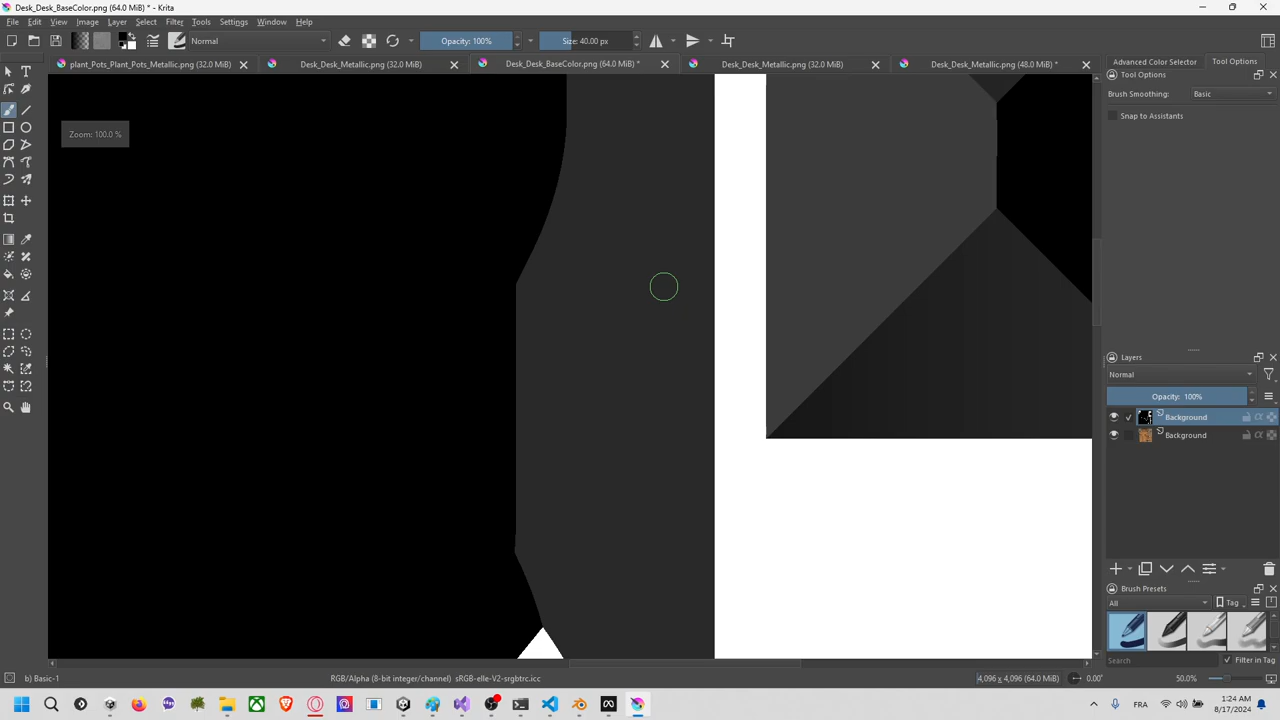 Desk_Desk_BaseColor.png (64.0 MiB) * - Krita
File Edit View Image Layer Select Filter Tools Settings Window Help
Normal Opacity: 100% Size: 40.00 px
plant_Pots_Plant_Pots_Metallic.png (32.0 MiB) Desk_Desk_Metallic.png (32.0 MiB) Desk_Desk_BaseColor.png (64.0 MiB) * Desk_Desk_Metallic.png (32.0 MiB) Desk_Desk_Metallic.png (48.0 MiB) * Advanced Color Selector Tool Options
Tool Options
Brush Smoothing: Basic
Snap to Assistants
Zoom: 100.0 %
Layers
Normal
Opacity: 100%
Background
Background
Brush Presets
All Tag
Search Filter in Tag
b) Basic-1 RGB/Alpha (8-bit integer/channel) sRGB-elle-V2-srgbtrc.icc 4,096 x 4,096 (64.0 MiB) 0.00° 50.0%
FRA 1:24 AM
8/17/2024